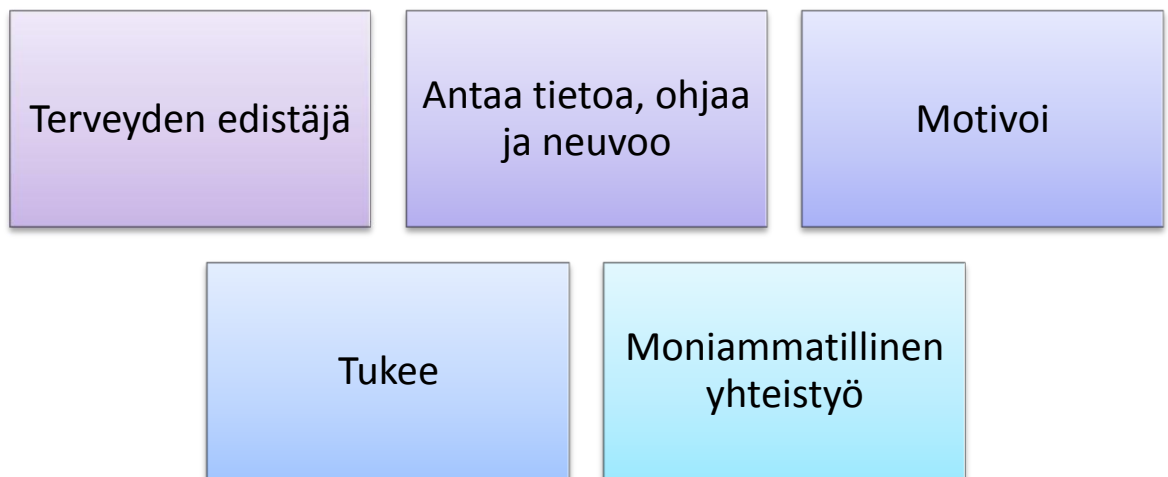 Terveyden edistäjä
Antaa tietoa, ohjaa
ja neuvoo
Motivoi
Tukee
Moniammatillinen
yhteistyö